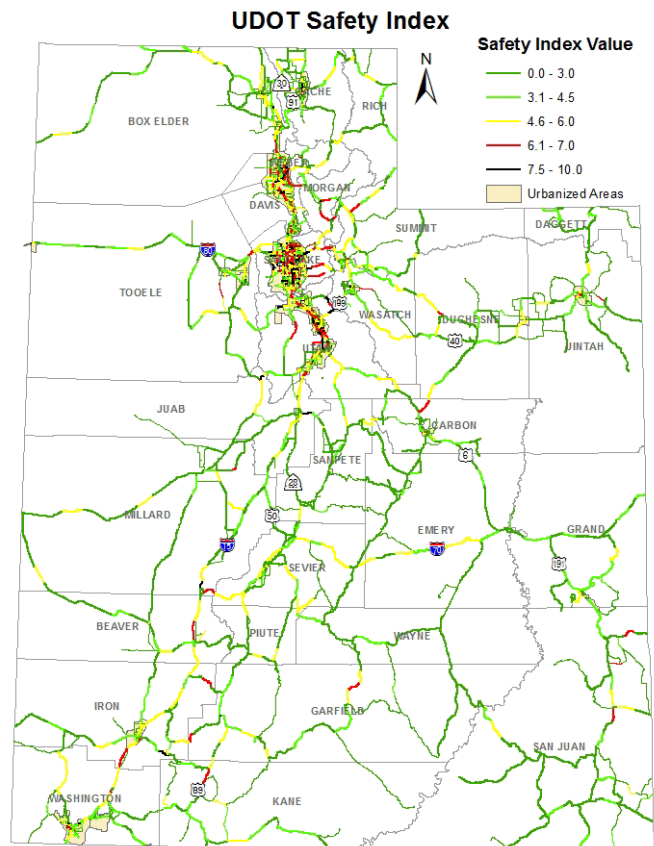 UDOT Safety Index
Safety Index Value
0.0 - 3.0
3.1 - 4.5
4.6 - 6.0
6.1 - 7.0
7.5 - 10.0
Urbanized Areas
N
30
91
RICH
BOX ELDER
MORGAN
DAVIS
SUMMIT
DAGGETT
80
TOOELE
189
WASATCH
DUCHESNE
40
UINTAH
UTAH
JUAB
CARBON
6
SANPETE
28
MILLARD
50
EMERY
GRAND
15
70
191
SEVIER
BEAVER
PIUTE
WAYNE
IRON
GARFIELD
SAN JUAN
89
WASHINGTON
KANE